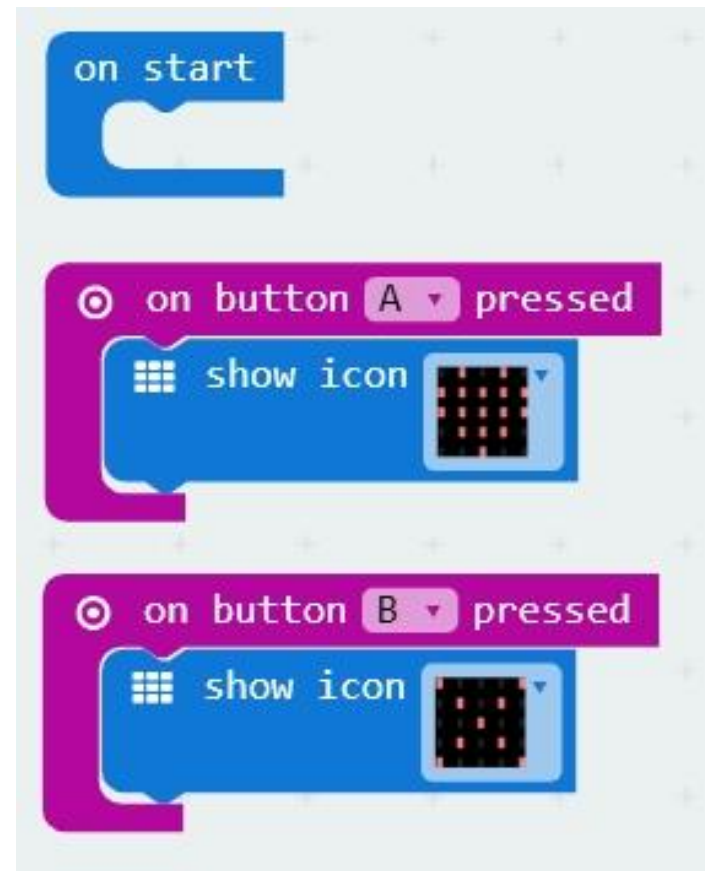 on start
on button A pressed
show icon
on button B pressed
show icon